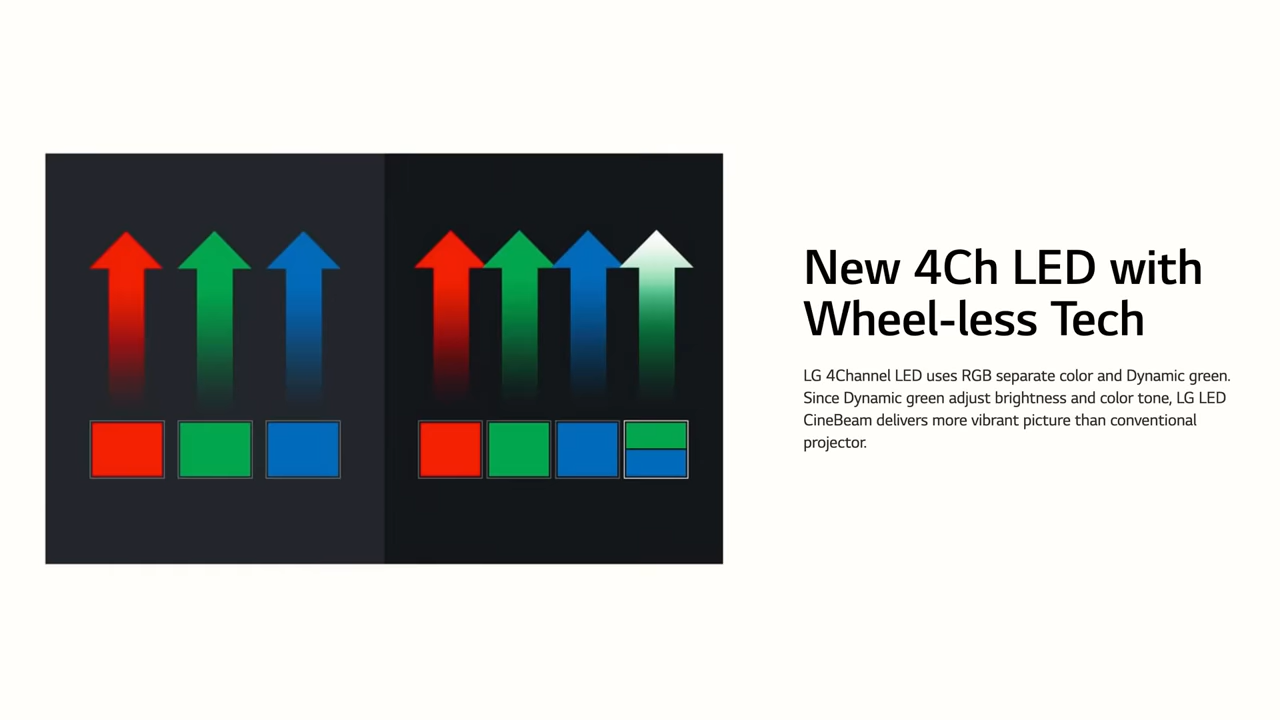 New 4Ch LED with
Wheel-less Tech
LG 4Channel LED uses RGB separate color and Dynamic green.
Since Dynamic green adjust brightness and color tone, LG LED
CineBeam delivers more vibrant picture than conventional
projector.